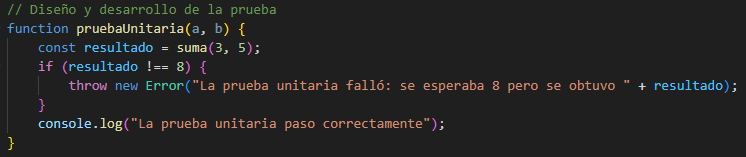 // Diseño y desarrollo de la prueba
function pruebaUnitaria(a, b) {
    const resultado = suma(3, 5);
    if (resultado !== 8) {
        throw new Error("La prueba unitaria falló: se esperaba 8 pero se obtuvo " + resultado);
    }
    console.log("La prueba unitaria paso correctamente");
}